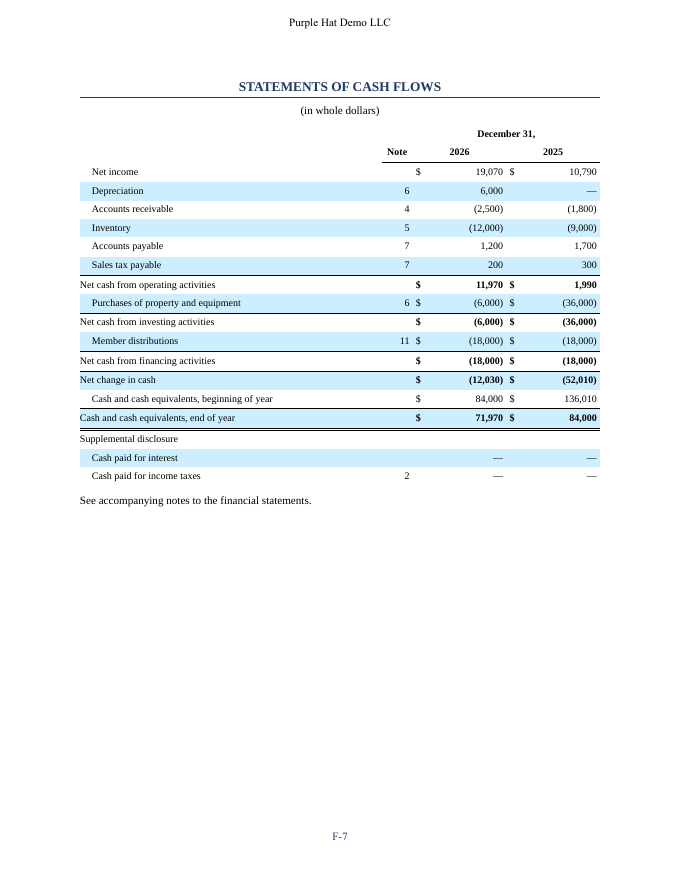 Purple Hat Demo LLC
STATEMENTS OF CASH FLOWS
(in whole dollars)
December 31,
Note 2026 2025
Net income $ 19,070 $ 10,790
Depreciation 6 6,000 —
Accounts receivable 4 (2,500) (1,800)
Inventory 5 (12,000) (9,000)
Accounts payable 7 1,200 1,700
Sales tax payable 7 200 300
Net cash from operating activities $ 11,970 $ 1,990
Purchases of property and equipment 6 $ (6,000) $ (36,000)
Net cash from investing activities $ (6,000) $ (36,000)
Member distributions 11 $ (18,000) $ (18,000)
Net cash from financing activities $ (18,000) $ (18,000)
Net change in cash $ (12,030) $ (52,010)
Cash and cash equivalents, beginning of year $ 84,000 $ 136,010
Cash and cash equivalents, end of year $ 71,970 $ 84,000
Supplemental disclosure
Cash paid for interest — —
Cash paid for income taxes 2 — —
See accompanying notes to the financial statements.
F-7